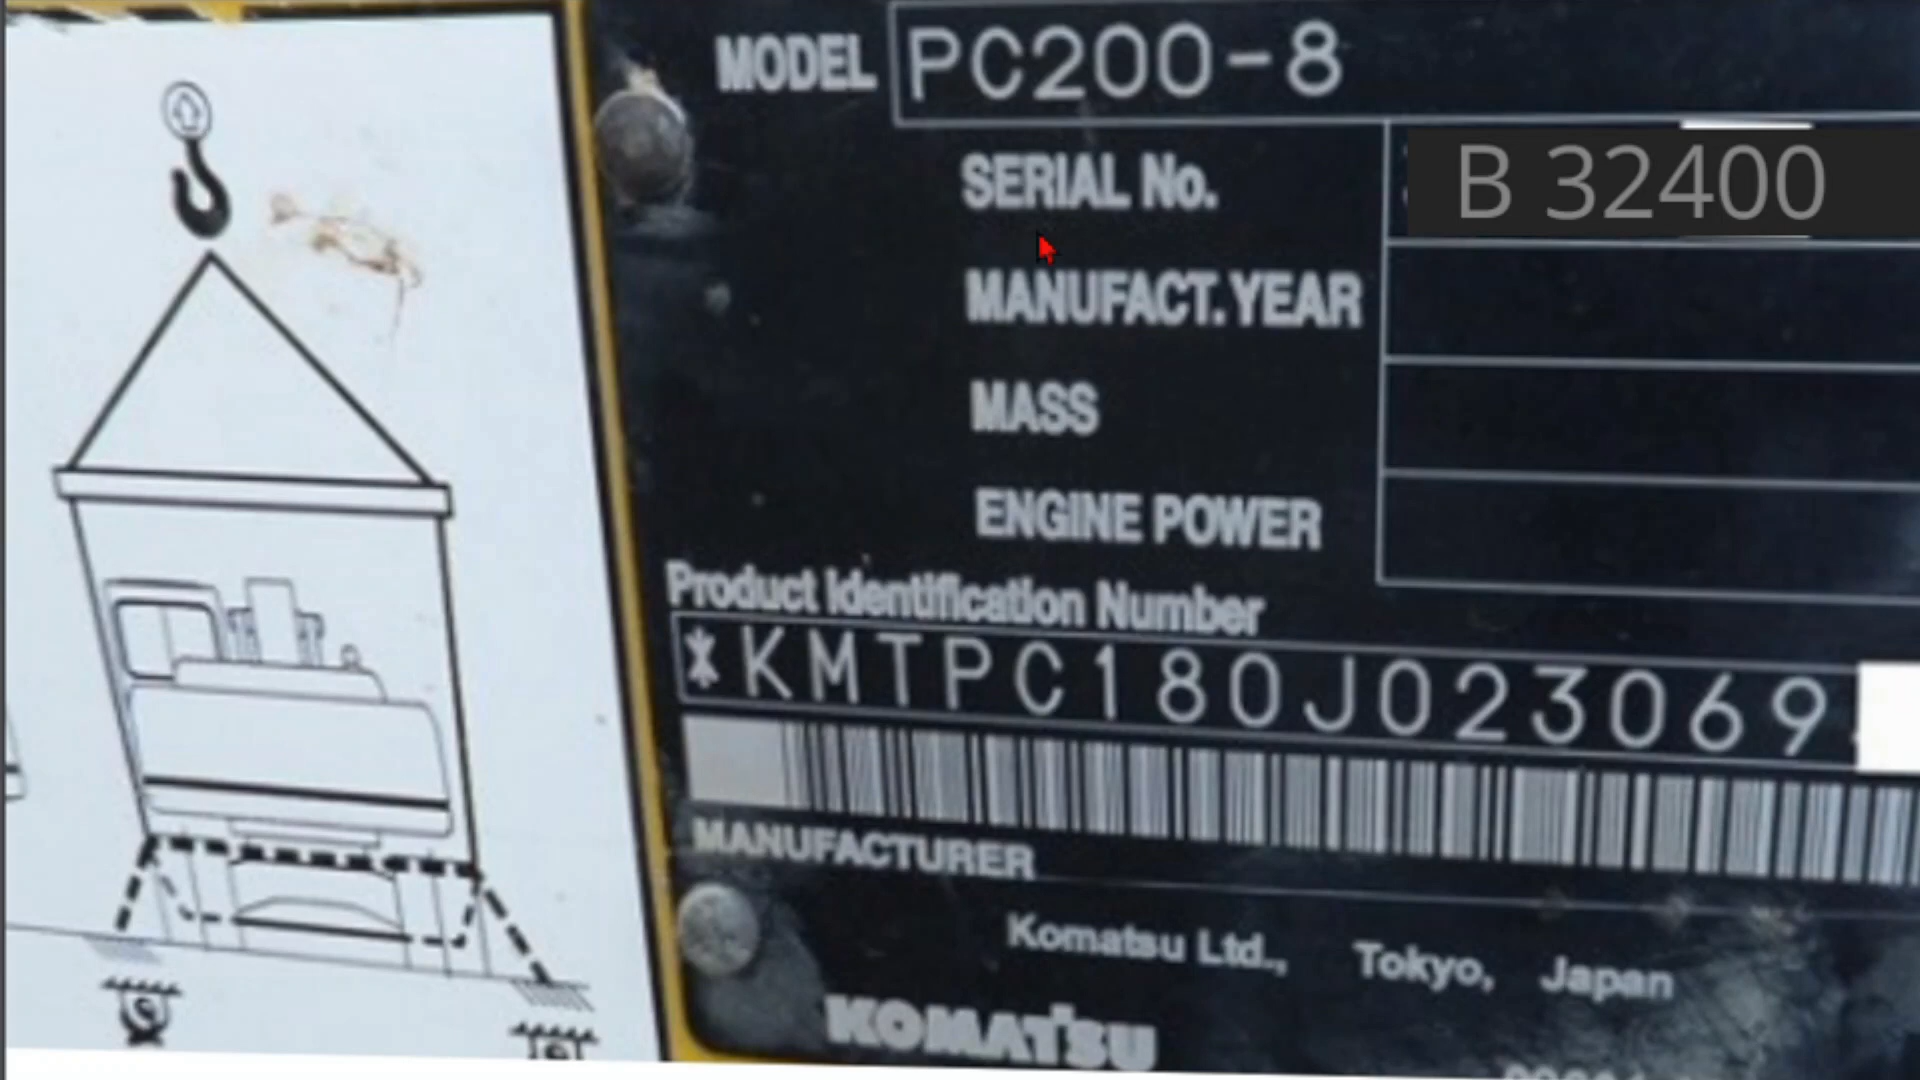 MODEL PC200-8
SERIAL No. B 32400
MANUFACT. YEAR
MASS
ENGINE POWER
Product Identification Number
*KMTPC180J023069
MANUFACTURER
Komatsu Ltd., Tokyo, Japan
KOMATSU